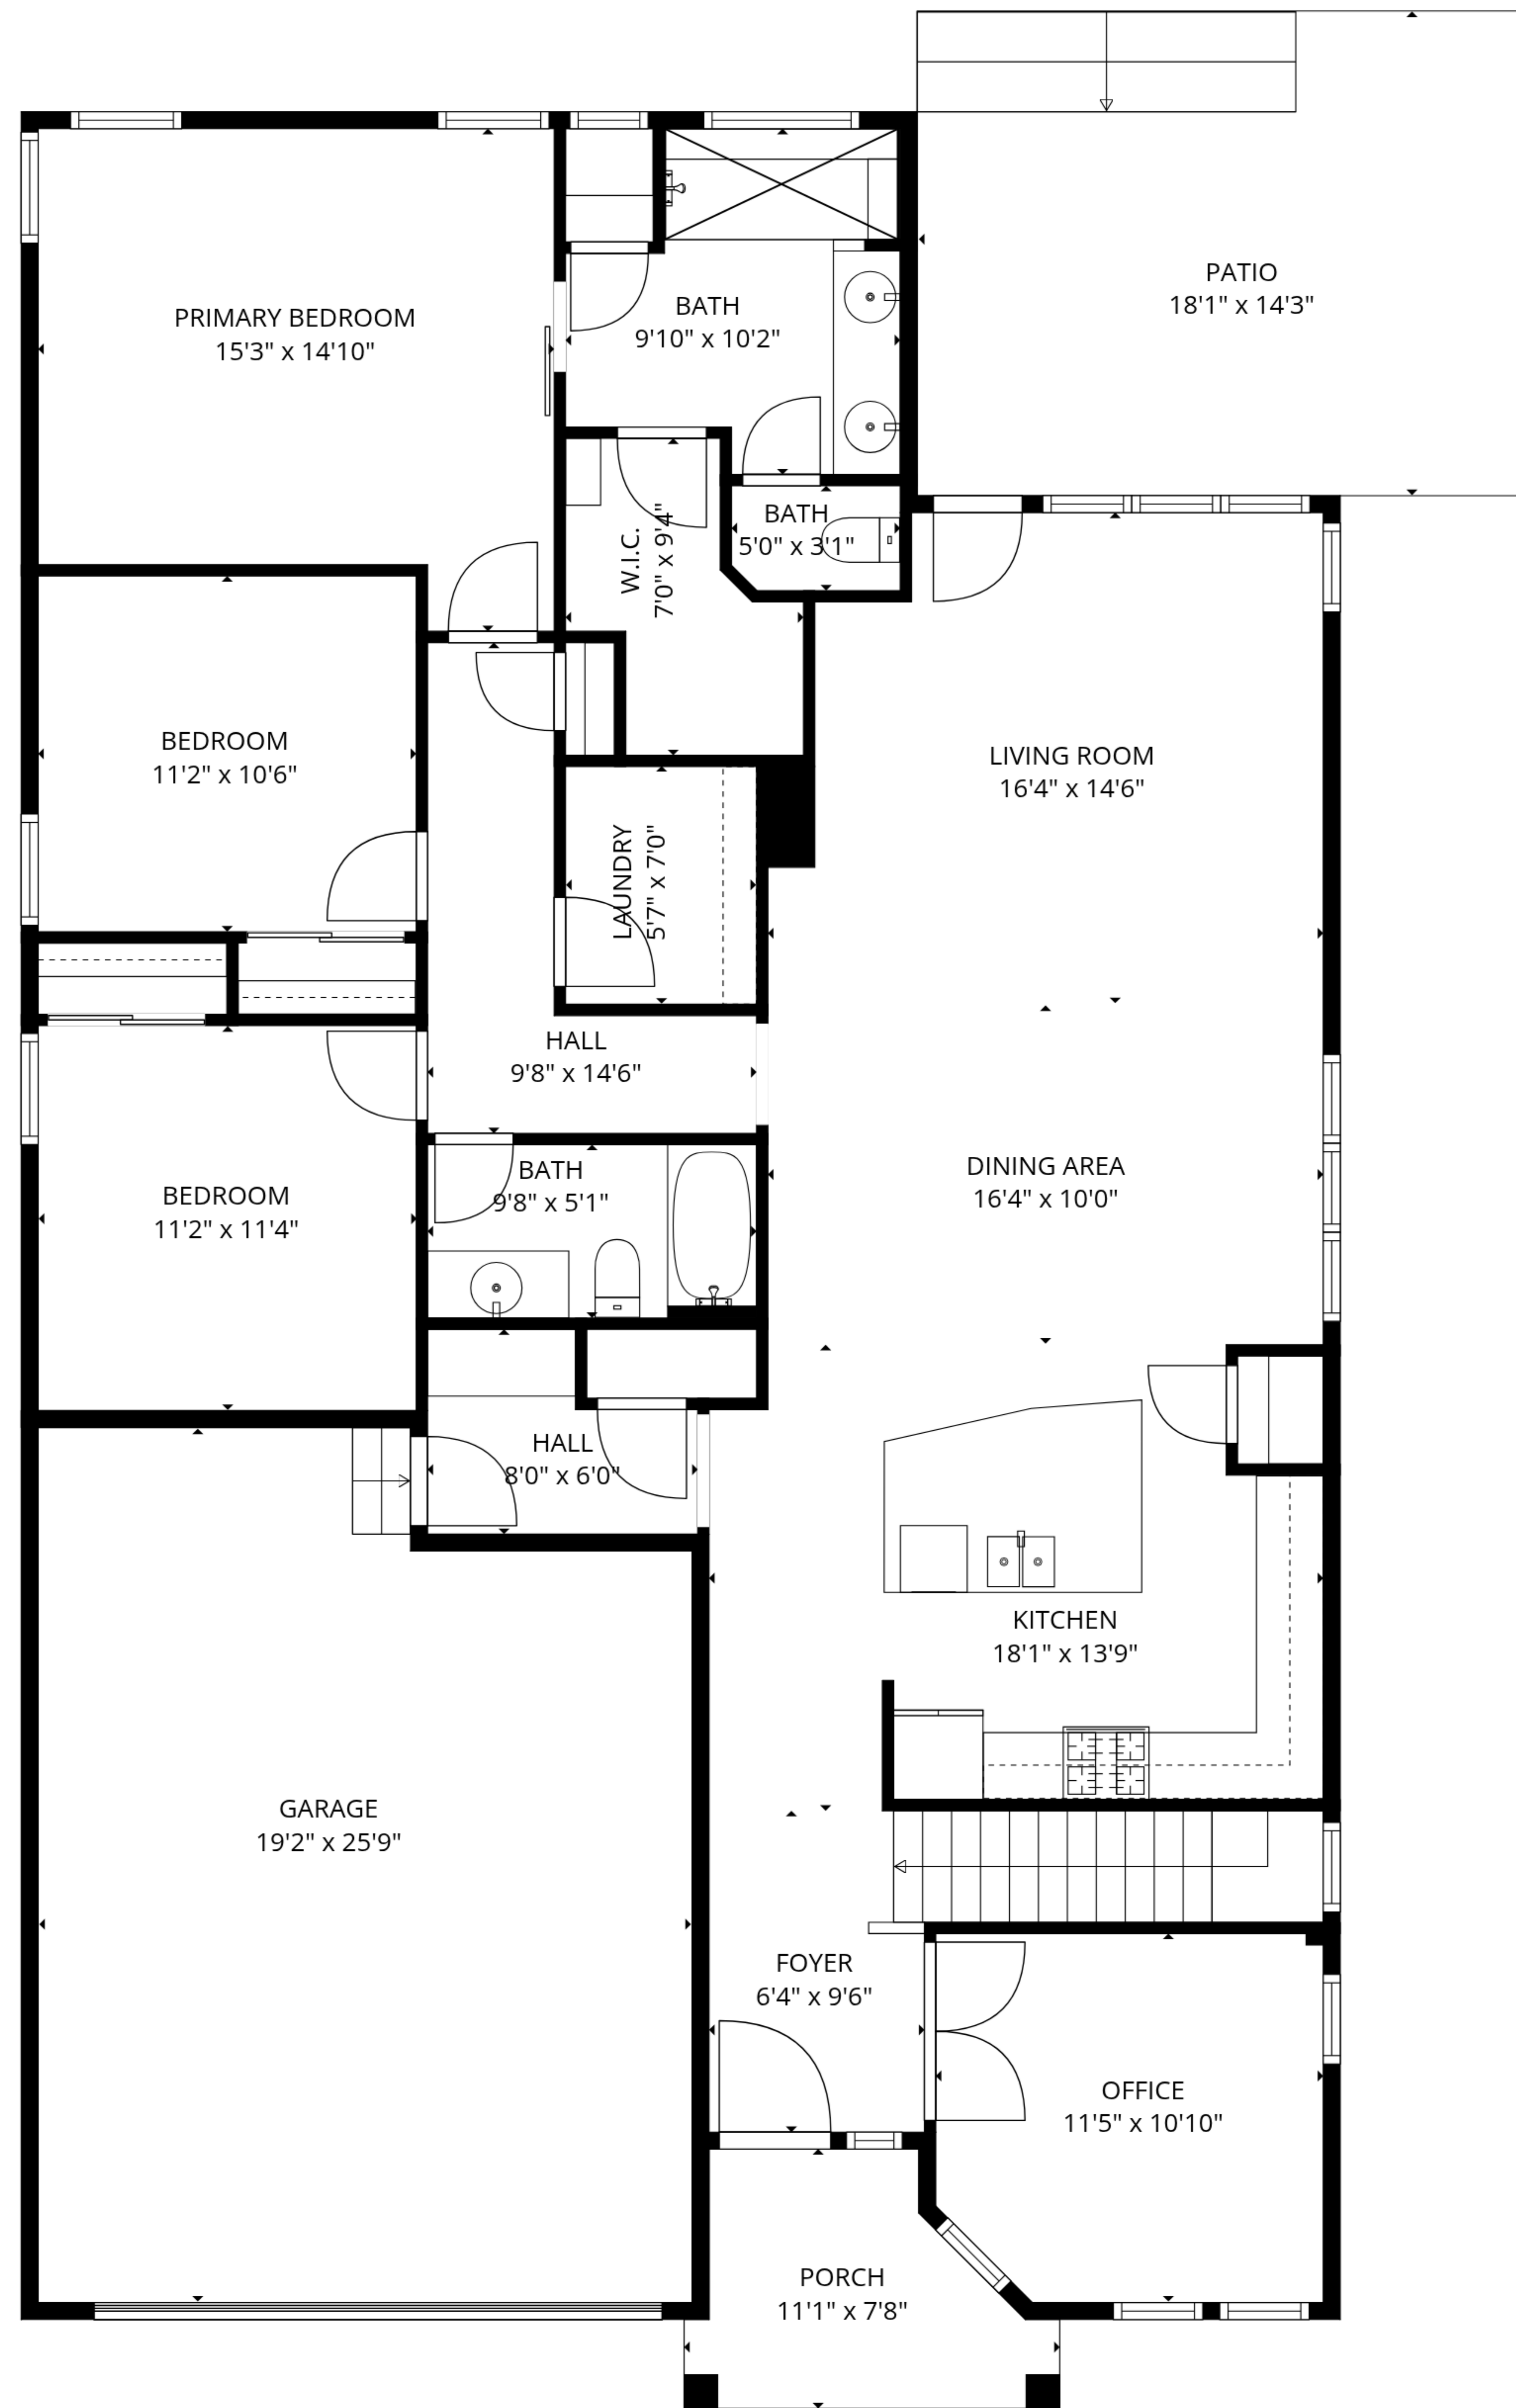 PATIO
18'1" x 14'3"
PRIMARY BEDROOM
15'3" x 14'10"
BATH
9'10" x 10'2"
BATH
5'0" x 3'1"
W.I.C.
7'0" x 9'4"
BEDROOM
11'2" x 10'6"
LIVING ROOM
16'4" x 14'6"
LAUNDRY
5'7" x 7'0"
HALL
9'8" x 14'6"
BEDROOM
11'2" x 11'4"
BATH
9'8" x 5'1"
DINING AREA
16'4" x 10'0"
HALL
8'0" x 6'0"
KITCHEN
18'1" x 13'9"
GARAGE
19'2" x 25'9"
FOYER
6'4" x 9'6"
OFFICE
11'5" x 10'10"
PORCH
11'1" x 7'8"